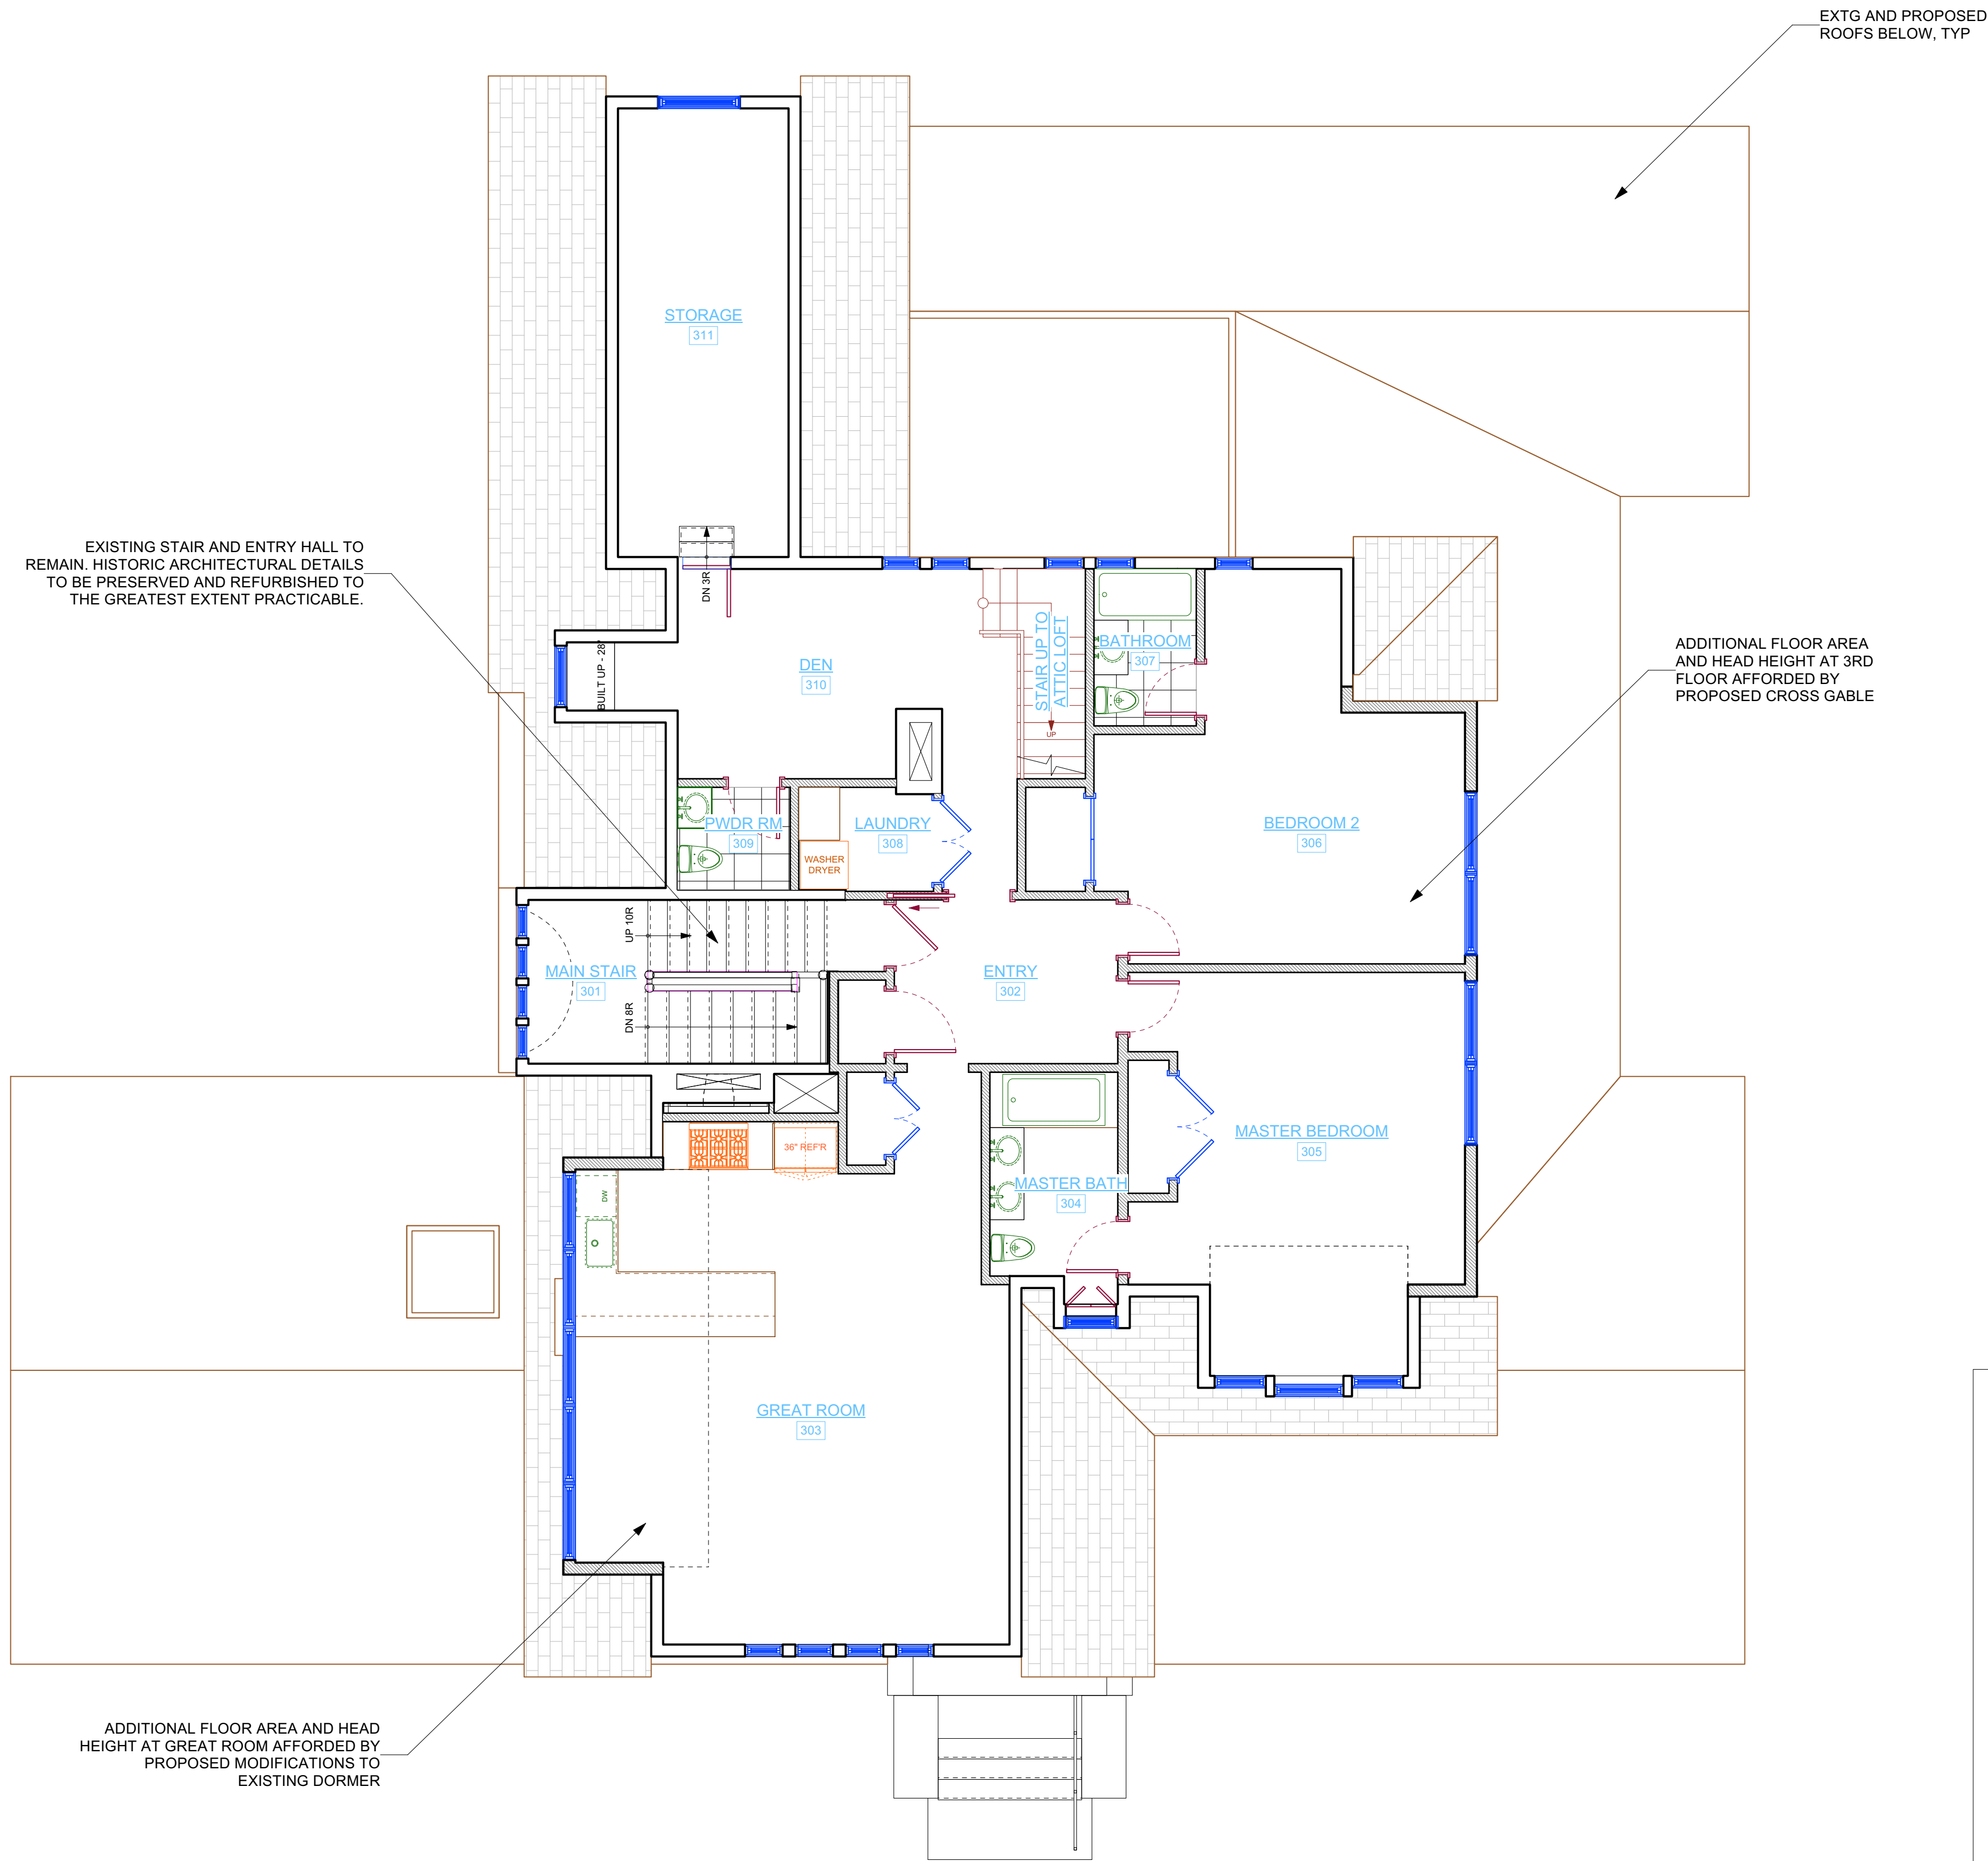 EXTG AND PROPOSED
ROOFS BELOW, TYP
STORAGE
311
EXISTING STAIR AND ENTRY HALL TO
REMAIN. HISTORIC ARCHITECTURAL DETAILS
TO BE PRESERVED AND REFURBISHED TO
THE GREATEST EXTENT PRACTICABLE.
DN 3R
BUILT UP - 28"
DEN
310
STAIR UP TO
ATTIC LOFT
UP
BATHROOM
307
ADDITIONAL FLOOR AREA
AND HEAD HEIGHT AT 3RD
FLOOR AFFORDED BY
PROPOSED CROSS GABLE
PWDR RM
309
LAUNDRY
308
WASHER
DRYER
BEDROOM 2
306
UP 10R
MAIN STAIR
301
DN 8R
ENTRY
302
MASTER BEDROOM
305
36" REF'R
DW
MASTER BATH
304
GREAT ROOM
303
ADDITIONAL FLOOR AREA AND HEAD
HEIGHT AT GREAT ROOM AFFORDED BY
PROPOSED MODIFICATIONS TO
EXISTING DORMER